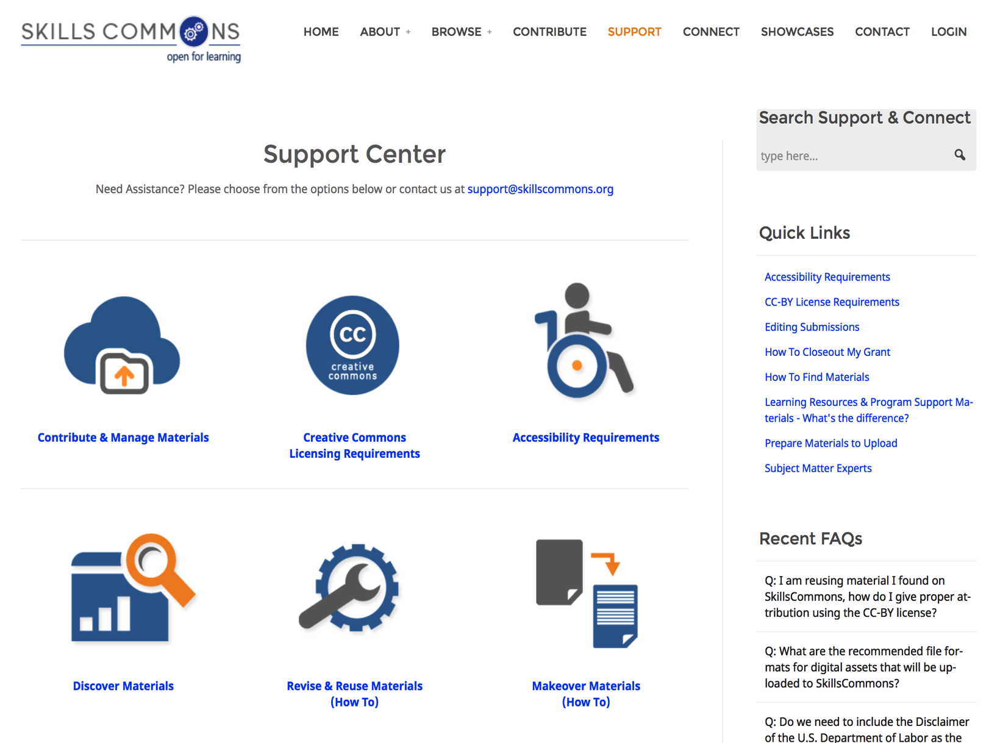 SKILLS COMMONS
open for learning
HOME ABOUT + BROWSE + CONTRIBUTE SUPPORT CONNECT SHOWCASES CONTACT LOGIN
Support Center
Need Assistance? Please choose from the options below or contact us at support@skillscommons.org
cc
creative
commons
Contribute & Manage Materials
Creative Commons
Licensing Requirements
Accessibility Requirements
Discover Materials
Revise & Reuse Materials
(How To)
Makeover Materials
(How To)
Search Support & Connect
type here...
Quick Links
Accessibility Requirements
CC-BY License Requirements
Editing Submissions
How To Closeout My Grant
How To Find Materials
Learning Resources & Program Support Ma-
terials - What's the difference?
Prepare Materials to Upload
Subject Matter Experts
Recent FAQs
Q: I am reusing material I found on
SkillsCommons, how do I give proper at-
tribution using the CC-BY license?
Q: What are the recommended file for-
mats for digital assets that will be up-
loaded to SkillsCommons?
Q: Do we need to include the Disclaimer
of the U.S. Department of Labor as the